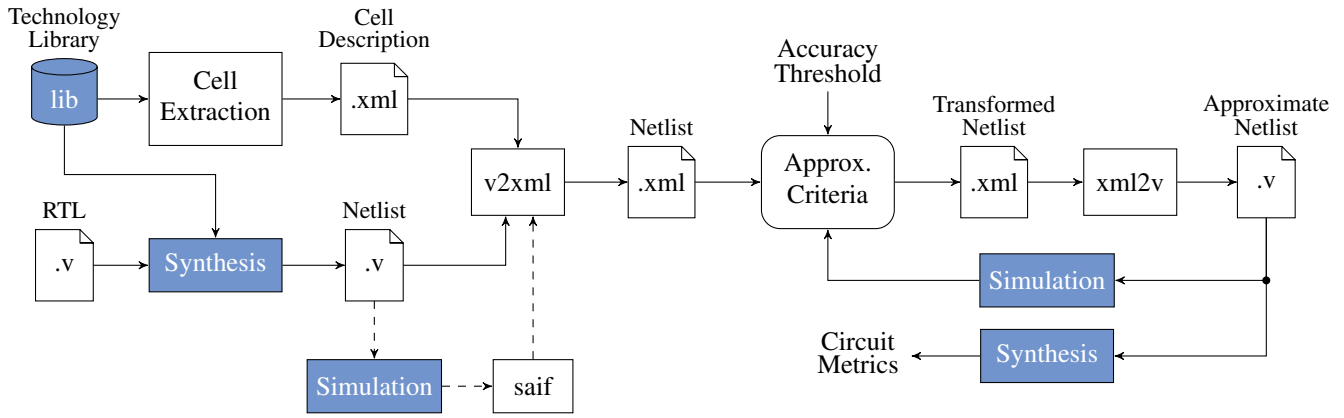 Technology
Library
lib
Cell
Extraction
Cell
Description
.xml
RTL
.v
Synthesis
Netlist
.v
Simulation
saif
v2xml
Netlist
.xml
Accuracy
Threshold
Approx.
Criteria
Transformed
Netlist
.xml
xml2v
Approximate
Netlist
.v
Simulation
Synthesis
Circuit
Metrics